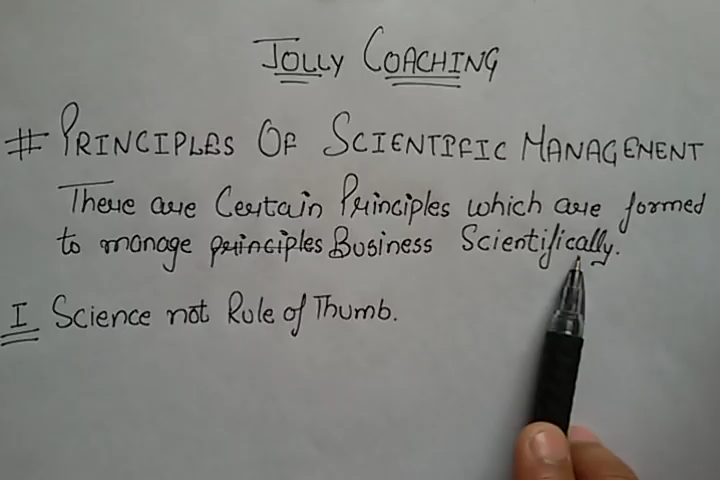 JOLLY COACHING
# PRINCIPLES OF SCIENTIFIC MANAGEMENT
There are Certain Principles which are formed
to manage principles Business Scientifically.
I Science not Rule of Thumb.